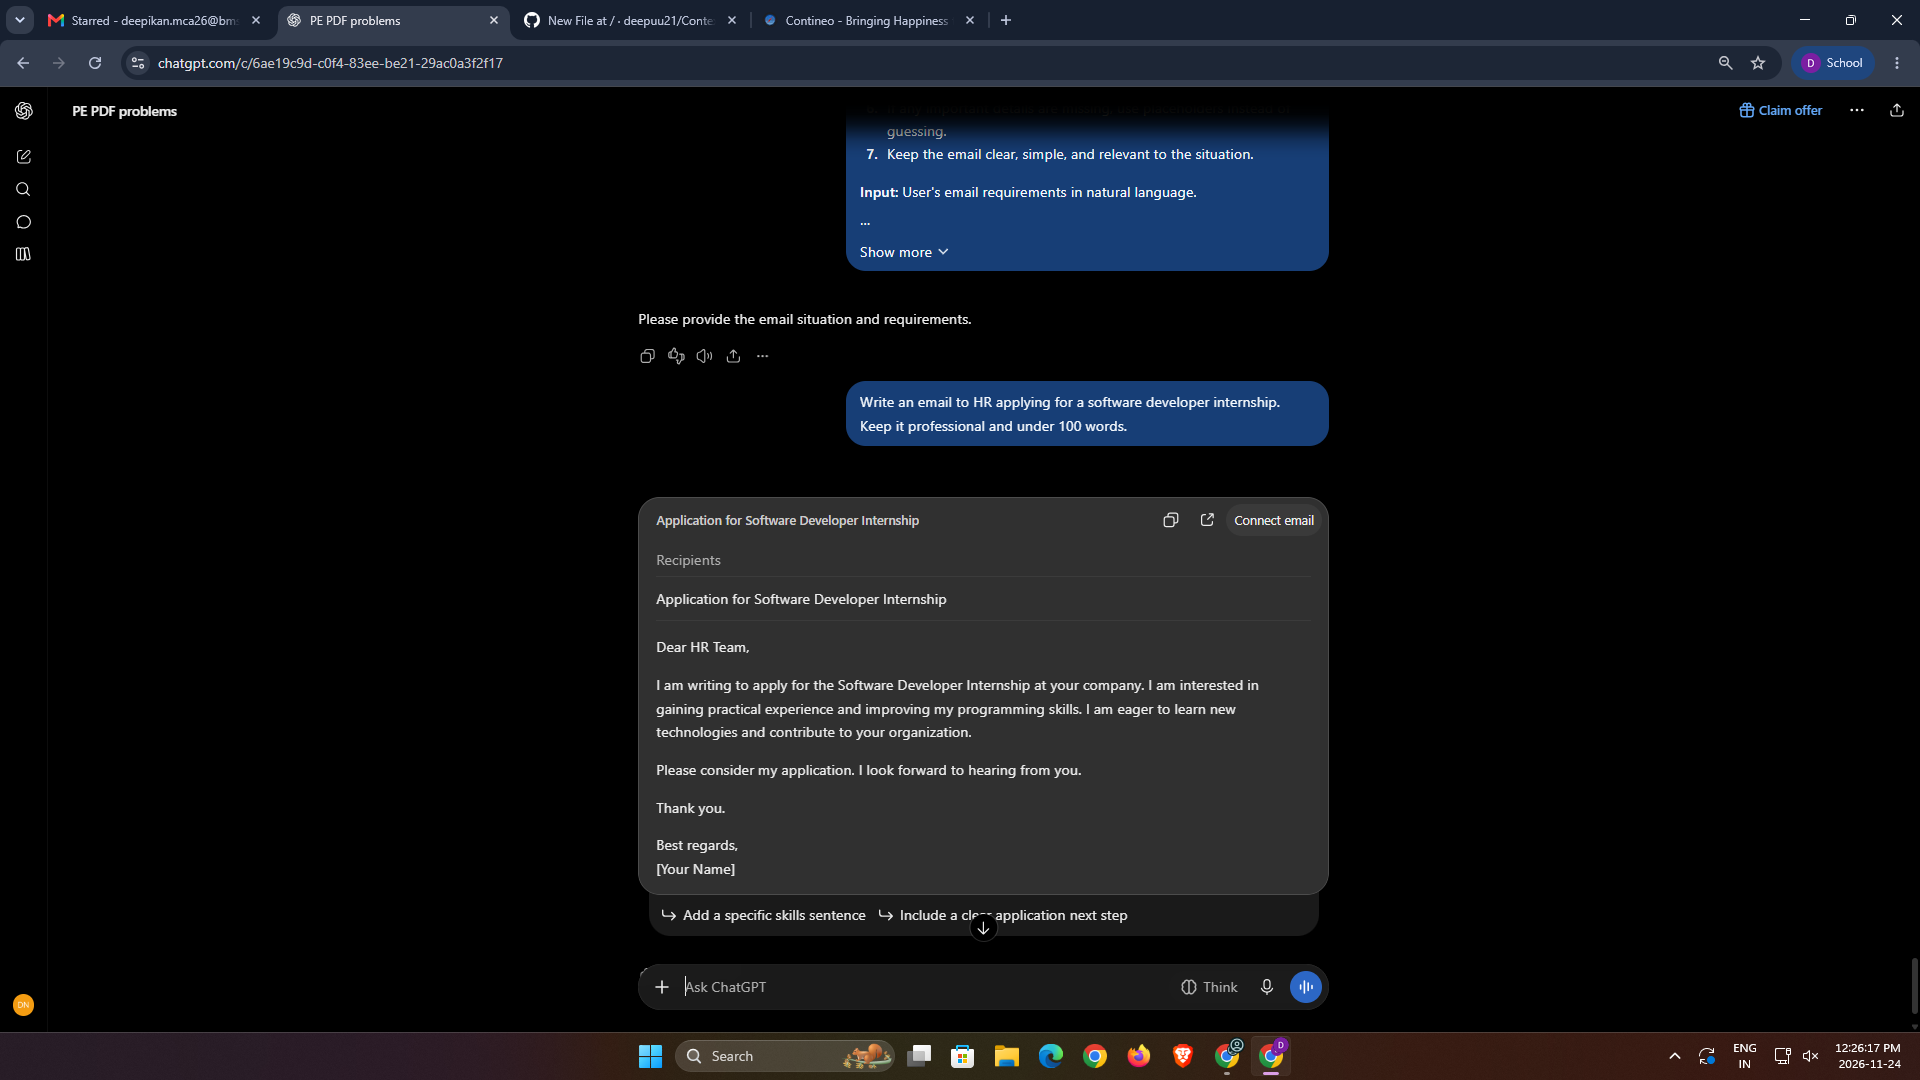 Starred - deepikan.mca26@bm
PE PDF problems
New File at / · deepuu21/Conte
Contineo - Bringing Happiness
chatgpt.com/c/6ae19c9d-c0f4-83ee-be21-29ac0a3f2f17
D School
PE PDF problems
Claim offer
guessing.
7. Keep the email clear, simple, and relevant to the situation.
Input: User's email requirements in natural language.
...
Show more
Please provide the email situation and requirements.
Write an email to HR applying for a software developer internship.
Keep it professional and under 100 words.
Application for Software Developer Internship
Connect email
Recipients
Application for Software Developer Internship
Dear HR Team,
I am writing to apply for the Software Developer Internship at your company. I am interested in
gaining practical experience and improving my programming skills. I am eager to learn new
technologies and contribute to your organization.
Please consider my application. I look forward to hearing from you.
Thank you.
Best regards,
[Your Name]
Add a specific skills sentence Include a clear application next step
Ask ChatGPT
Think
DN
Search
ENG
IN
12:26:17 PM
2026-11-24